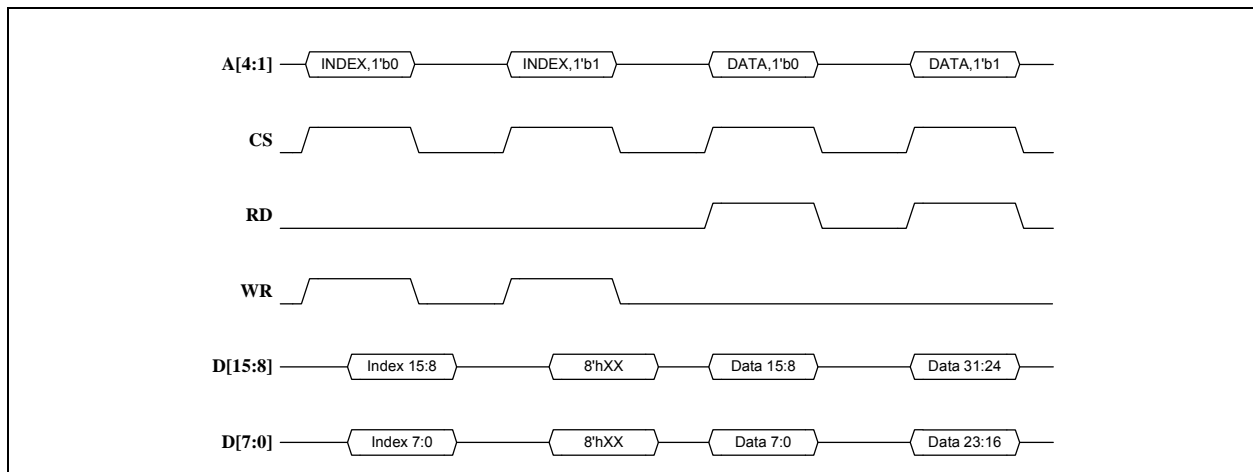 A[4:1] INDEX,1'b0 INDEX,1'b1 DATA,1'b0 DATA,1'b1
CS
RD
WR
D[15:8] Index 15:8 8'hXX Data 15:8 Data 31:24
D[7:0] Index 7:0 8'hXX Data 7:0 Data 23:16